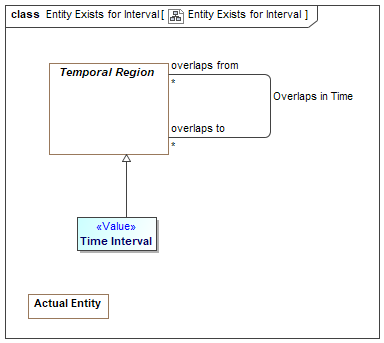 class Entity Exists for Interval[ Entity Exists for Interval ]
Temporal Region
overlaps from
*
Overlaps in Time
overlaps to
*
«Value»
Time Interval
Actual Entity